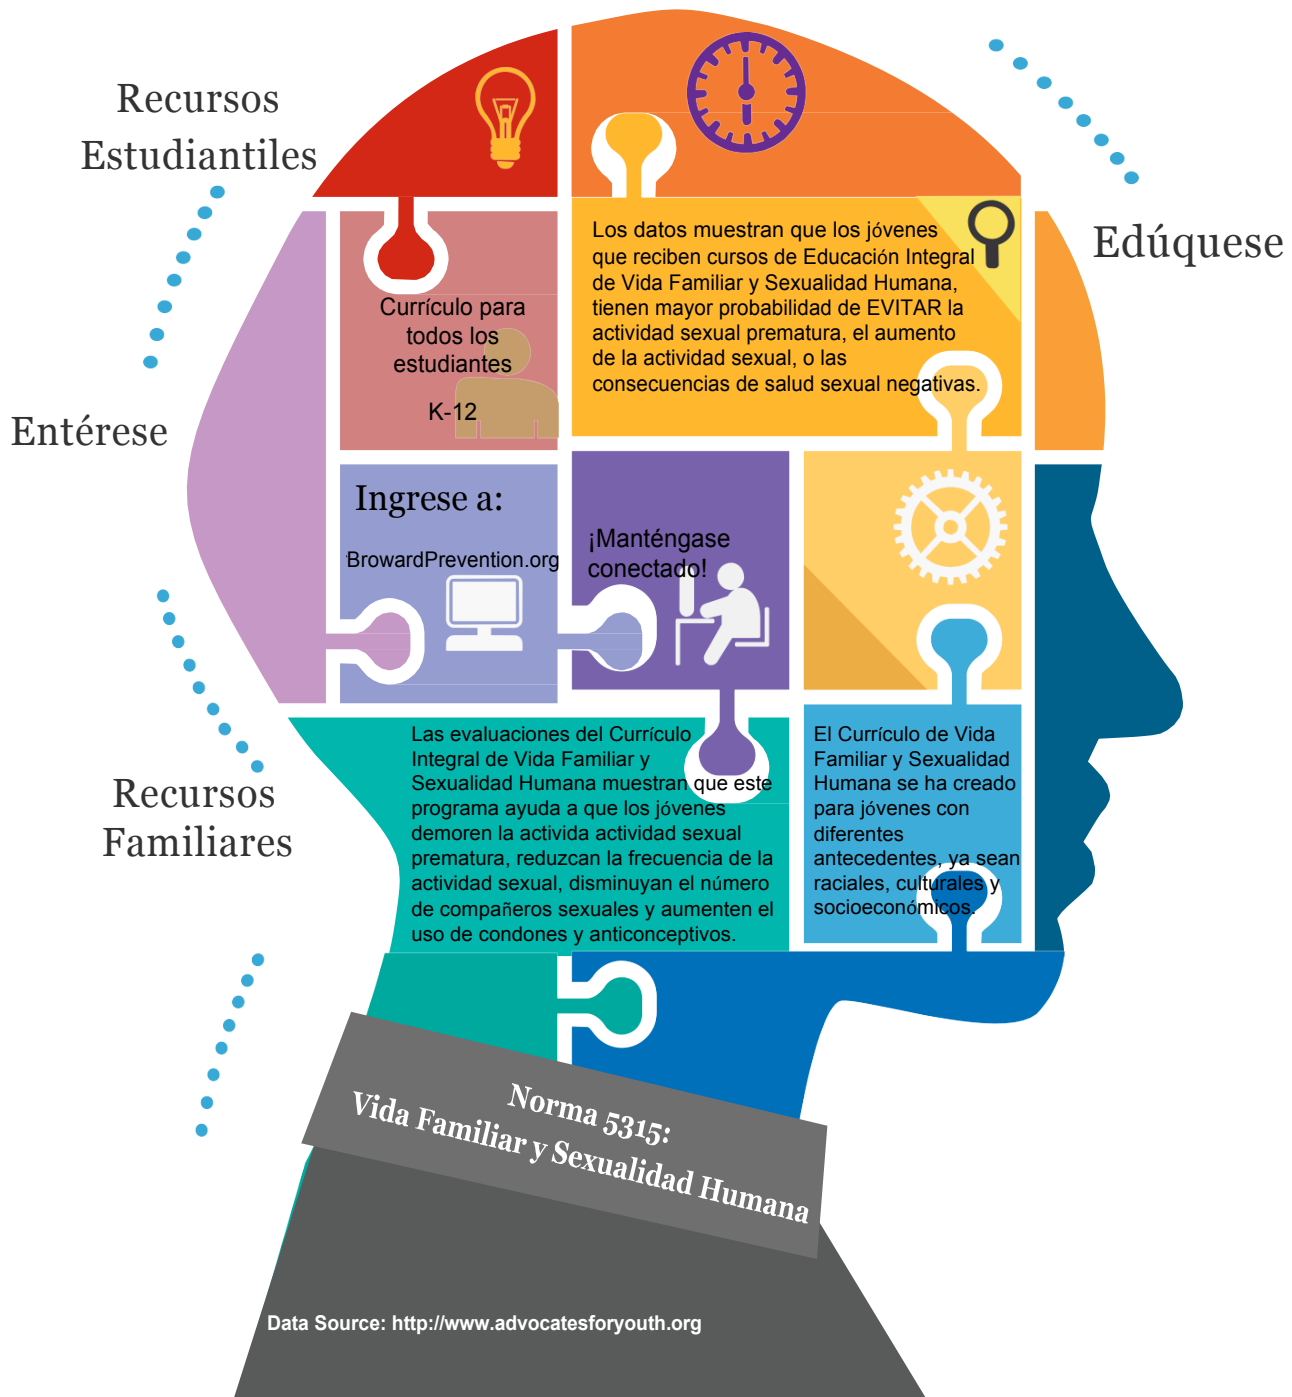 Recursos
Estudiantiles
Edúquese
Entérese
Recursos
Familiares
Los datos muestran que los jóvenes
que reciben cursos de Educación Integral
de Vida Familiar y Sexualidad Humana,
tienen mayor probabilidad de EVITAR la
actividad sexual prematura, el aumento
de la actividad sexual, o las
consecuencias de salud sexual negativas.
Currículo para
todos los
estudiantes
K-12
Ingrese a:
BrowardPrevention.org
¡Manténgase
conectado!
Las evaluaciones del Currículo
Integral de Vida Familiar y
Sexualidad Humana muestran que este
programa ayuda a que los jóvenes
demoren la activida actividad sexual
prematura, reduzcan la frecuencia de la
actividad sexual, disminuyan el número
de compañeros sexuales y aumenten el
uso de condones y anticonceptivos.
El Currículo de Vida
Familiar y Sexualidad
Humana se ha creado
para jóvenes con
diferentes
antecedentes, ya sean
raciales, culturales y
socioeconómicos.
Norma 5315:
Vida Familiar y Sexualidad Humana
Data Source: http://www.advocatesforyouth.org